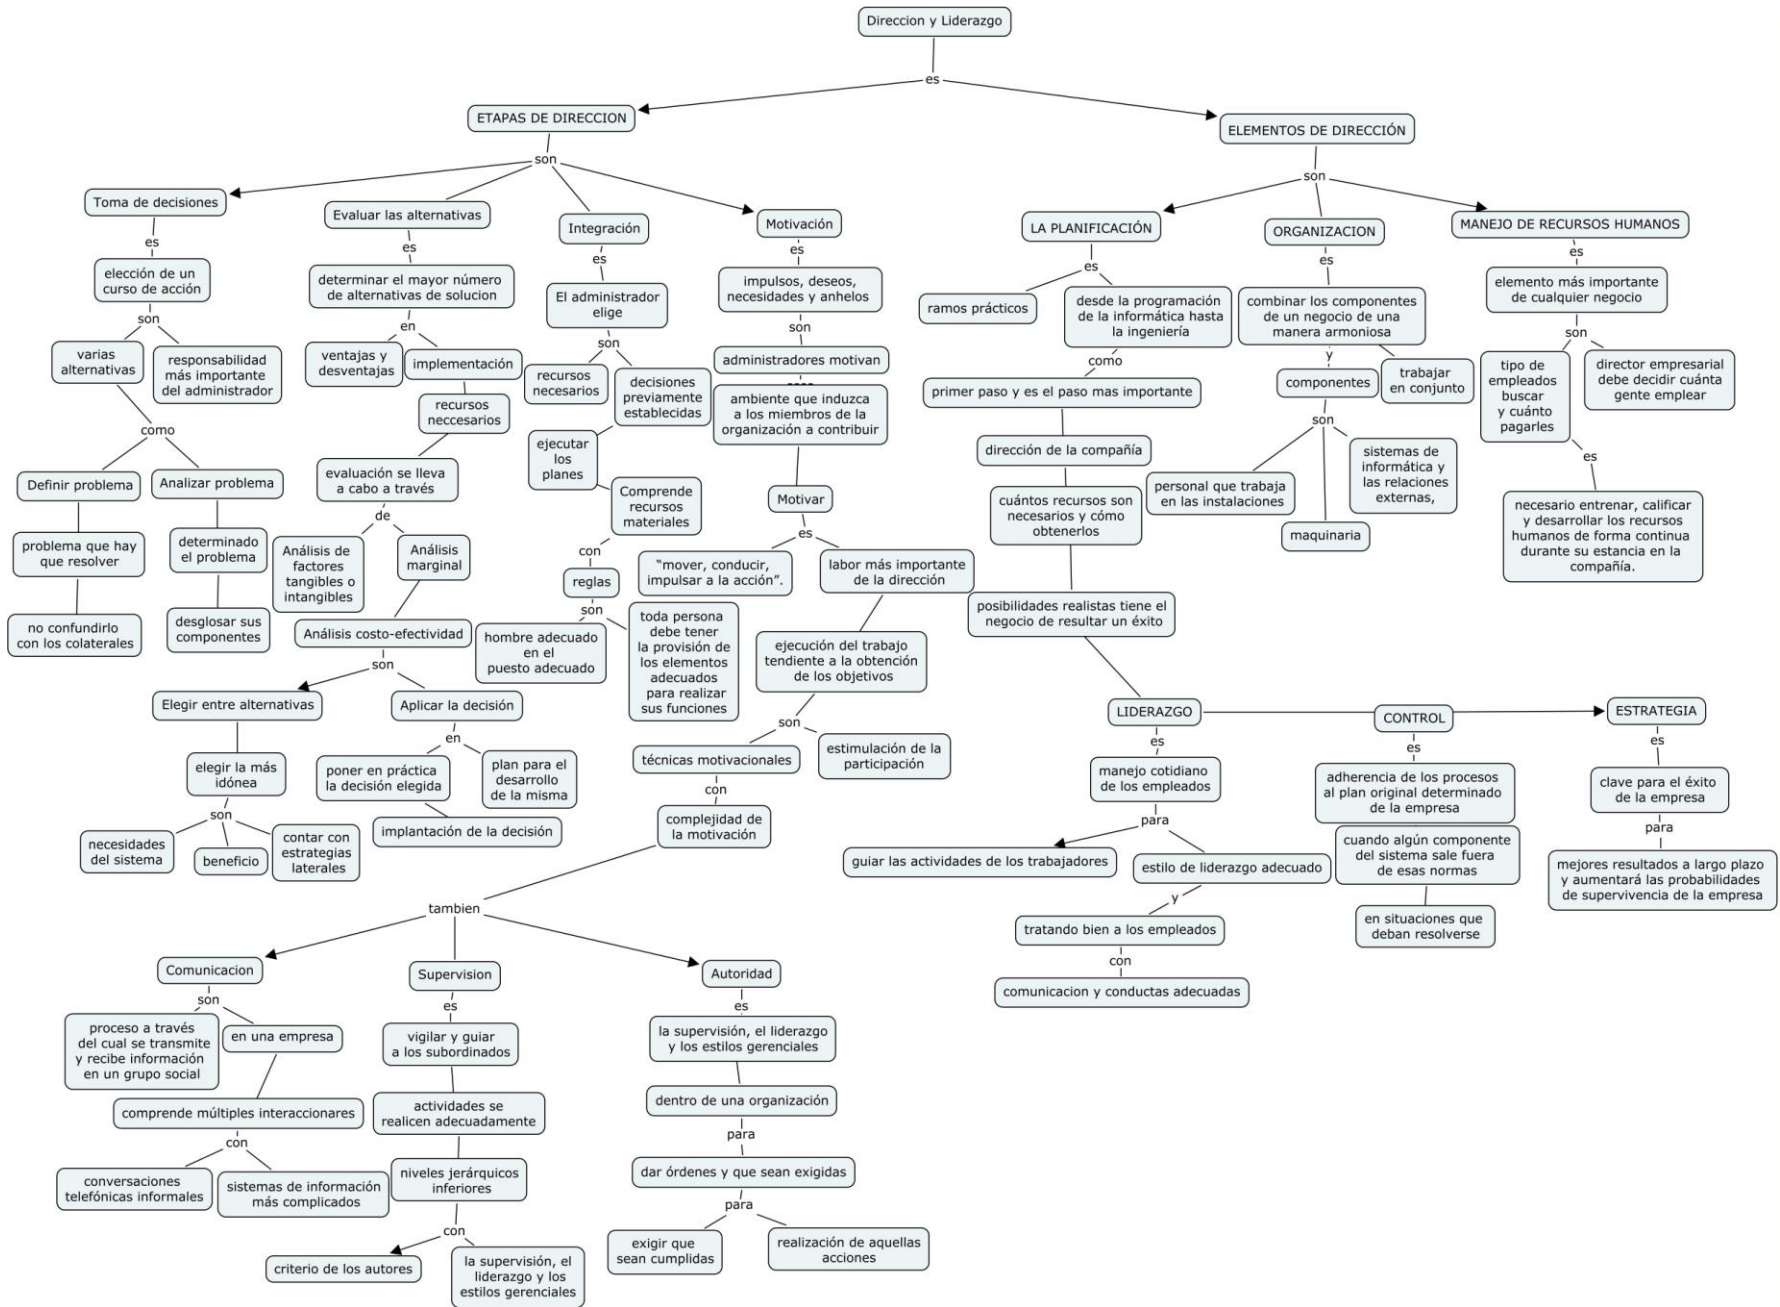 Direccion y Liderazgo
es
ETAPAS DE DIRECCION
ELEMENTOS DE DIRECCIÓN
son
Toma de decisiones
es
elección de un
curso de acción
son
varias
alternativas
responsabilidad
más importante
del administrador
como
Definir problema
problema que hay
que resolver
no confundirlo
con los colaterales
Analizar problema
determinado
el problema
desglosar sus
componentes
Evaluar las alternativas
es
determinar el mayor número
de alternativas de solucion
en
ventajas y
desventajas
implementación
recursos
neccesarios
evaluación se lleva
a cabo a través
de
Análisis de
factores
tangibles o
intangibles
Análisis
marginal
Análisis costo-efectividad
son
Elegir entre alternativas
elegir la más
idónea
son
necesidades
del sistema
beneficio
contar con
estrategias
laterales
Aplicar la decisión
en
poner en práctica
la decisión elegida
plan para el
desarrollo
de la misma
implantación de la decisión
Integración
es
El administrador
elige
son
recursos
necesarios
decisiones
previamente
establecidas
ejecutar
los
planes
Comprende
recursos
materiales
con
reglas
son
hombre adecuado
en el
puesto adecuado
toda persona
debe tener
la provisión de
los elementos
adecuados
para realizar
sus funciones
Motivación
es
impulsos, deseos,
necesidades y anhelos
son
administradores motivan
ambiente que induzca
a los miembros de la
organización a contribuir
Motivar
es
“mover, conducir,
impulsar a la acción”.
labor más importante
de la dirección
ejecución del trabajo
tendiente a la obtención
de los objetivos
son
técnicas motivacionales
estimulación de la
participación
con
complejidad de
la motivación
tambien
Comunicacion
son
proceso a través
del cual se transmite
y recibe información
en un grupo social
en una empresa
comprende múltiples interaccionares
con
conversaciones
telefónicas informales
sistemas de información
más complicados
Supervision
es
vigilar y guiar
a los subordinados
actividades se
realicen adecuadamente
niveles jerárquicos
inferiores
con
criterio de los autores
la supervisión, el
liderazgo y los
estilos gerenciales
Autoridad
es
la supervisión, el liderazgo
y los estilos gerenciales
dentro de una organización
para
dar órdenes y que sean exigidas
para
exigir que
sean cumplidas
realización de aquellas
acciones
son
LA PLANIFICACIÓN
es
ramos prácticos
desde la programación
de la informática hasta
la ingeniería
como
primer paso y es el paso mas importante
dirección de la compañía
cuántos recursos son
necesarios y cómo
obtenerlos
posibilidades realistas tiene el
negocio de resultar un éxito
ORGANIZACION
es
combinar los componentes
de un negocio de una
manera armoniosa
y
componentes
trabajar
en conjunto
son
personal que trabaja
en las instalaciones
maquinaria
sistemas de
informática y
las relaciones
externas,
MANEJO DE RECURSOS HUMANOS
es
elemento más importante
de cualquier negocio
son
tipo de
empleados
buscar
y cuánto
pagarles
director empresarial
debe decidir cuánta
gente emplear
es
necesario entrenar, calificar
y desarrollar los recursos
humanos de forma continua
durante su estancia en la
compañía.
LIDERAZGO
es
manejo cotidiano
de los empleados
para
guiar las actividades de los trabajadores
estilo de liderazgo adecuado
y
tratando bien a los empleados
con
comunicacion y conductas adecuadas
CONTROL
es
adherencia de los procesos
al plan original determinado
de la empresa
cuando algún componente
del sistema sale fuera
de esas normas
en situaciones que
deban resolverse
ESTRATEGIA
es
clave para el éxito
de la empresa
para
mejores resultados a largo plazo
y aumentará las probabilidades
de supervivencia de la empresa